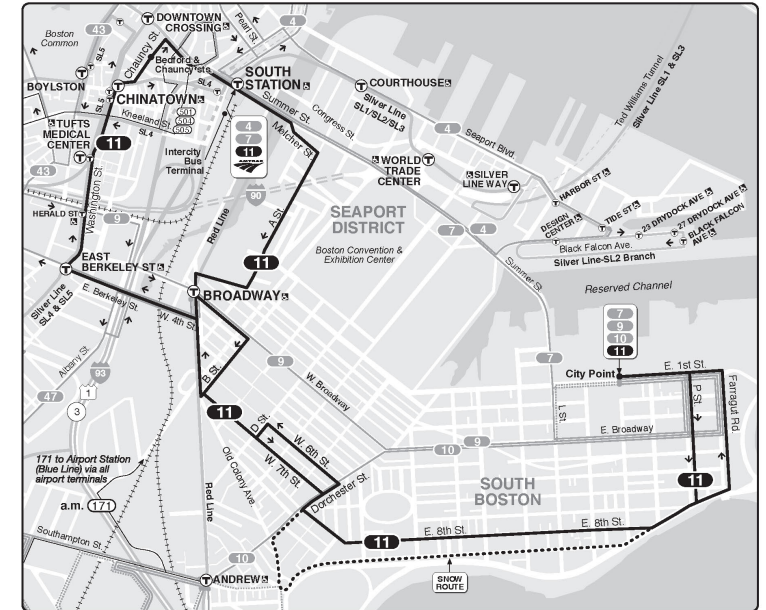 43
Boston
Common
DOWNTOWN
CROSSING
Pearl St.
4
SL5
Chauncy St.
Bedford &
Chauncy sts.
SL4
BOYLSTON
SL5
CHINATOWN
SOUTH
STATION
COURTHOUSE
Silver Line
SL1/SL2/SL3
Ted Williams Tunnel
Silver Line SL1 & SL3
Kneeland St.
SL4
501
504
505
TUFTS
MEDICAL
CENTER
11
43
Washington St.
HERALD ST
9
Intercity
Bus
Terminal
4
7
11
AMTRAK
Summer St.
Congress St.
Melcher St.
4
Seaport Blvd.
WORLD
TRADE
CENTER
SILVER
LINE WAY
HARBOR ST
DESIGN
CENTER
TIDE ST
23 DRYDOCK AVE
27 DRYDOCK AVE
BLACK FALCON
AVE
Black Falcon Ave.
Silver Line-SL2 Branch
90
Red Line
A St.
SEAPORT
DISTRICT
Boston Convention &
Exhibition Center
7
4
Summer St.
Reserved Channel
11
EAST
BERKELEY ST
Silver Line
SL4 & SL5
E. Berkeley St.
BROADWAY
W. 4th St.
Albany St.
93
1
3
47
B St.
9
W. Broadway
7
7
9
10
11
City Point
E. 1st St.
L st.
P St.
Farragut Rd.
E. Broadway
11
D St.
W. 6th St.
W. 7th St.
Old Colony Ave.
Dorchester St.
10
9
SOUTH
BOSTON
11
171 to Airport Station
(Blue Line) via all
airport terminals
a.m. 171
Red Line
Southampton St.
10
ANDREW
11
E. 8th St.
E. 8th St.
SNOW
ROUTE